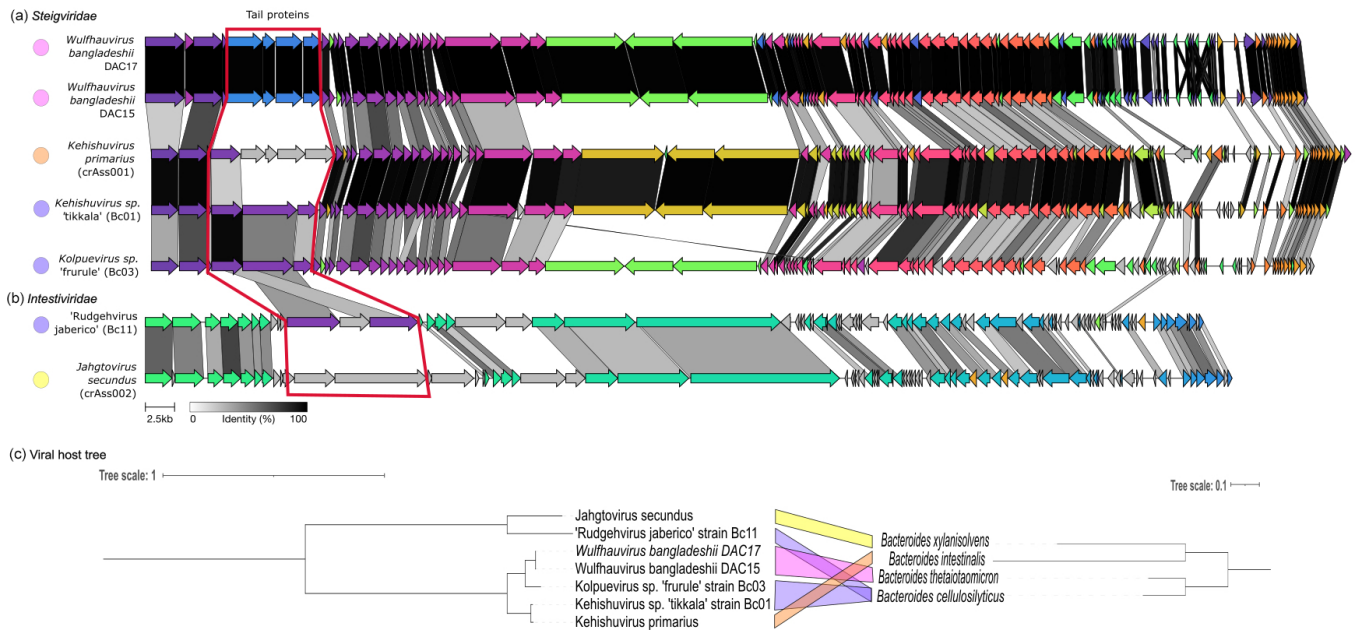 (a) Steigviridae
Tail proteins
Wulfhauvirus
bangladeshii
DAC17
Wulfhauvirus
bangladeshii
DAC15
Kehishuvirus
primarius
(crAss001)
Kehishuvirus sp.
'tikkala' (Bc01)
Kolpuevirus sp.
'frurule' (Bc03)
(b) Intestiviridae
'Rudgehvirus
jaberico' (Bc11)
Jahgtovirus
secundus
(crAss002)
2.5kb
0 Identity (%) 100
(c) Viral host tree
Tree scale: 1
Tree scale: 0.1
Jahgtovirus secundus
'Rudgehvirus jaberico' strain Bc11
Wulfhauvirus bangladeshii DAC17
Wulfhauvirus bangladeshii DAC15
Kolpuevirus sp. 'frurule' strain Bc03
Kehishuvirus sp. 'tikkala' strain Bc01
Kehishuvirus primarius
Bacteroides xylanisolvens
Bacteroides intestinalis
Bacteroides thetaiotaomicron
Bacteroides cellulosilyticus